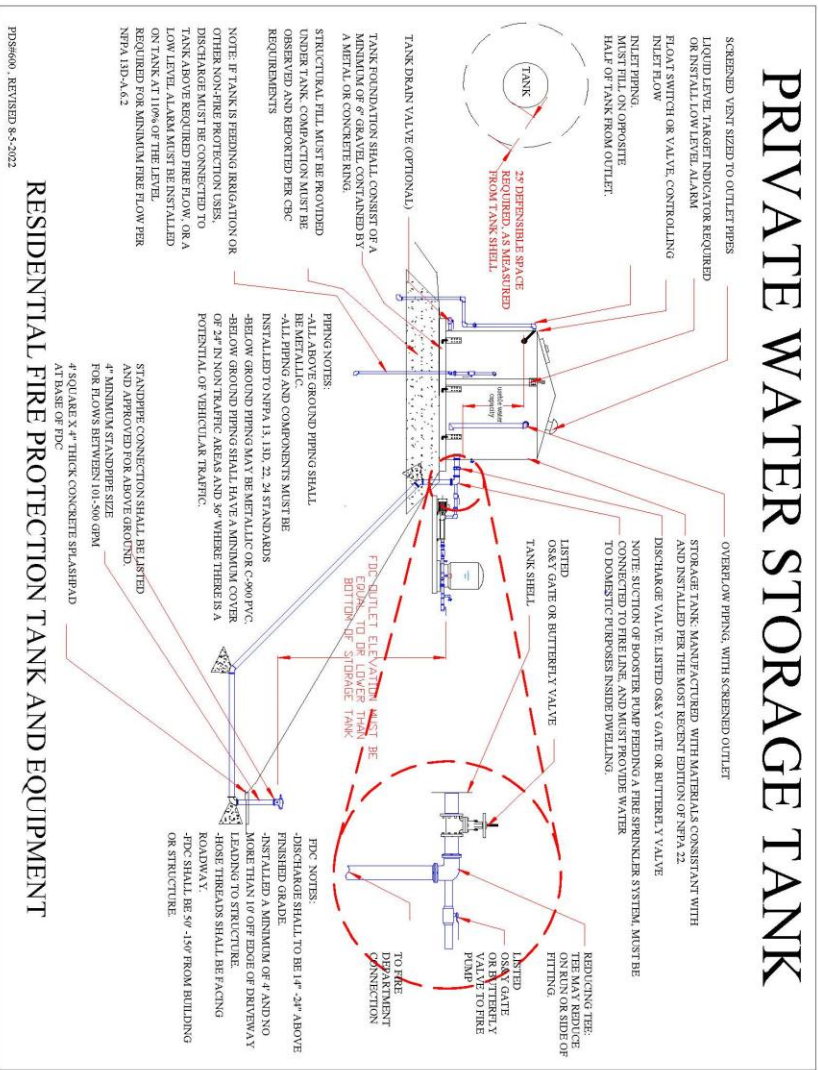 PRIVATE WATER STORAGE TANK
SCREENED VENT SIZED TO OUTLET PIPES
LIQUID LEVEL TARGET INDICATOR REQUIRED
OR INSTALL LOW LEVEL ALARM
FLOAT SWITCH OR VALVE, CONTROLLING
INLET FLOW
INLET PIPING.
MUST FILL ON OPPOSITE
HALF OF TANK FROM OUTLET.
TANK
25' DEFENSIBLE SPACE
REQUIRED, AS MEASURED
FROM TANK SHELL
TANK DRAIN VALVE (OPTIONAL)
TANK FOUNDATION SHALL CONSIST OF A
MINIMUM OF 6" GRAVEL CONTAINED BY
A METAL OR CONCRETE RING.
STRUCTURAL FILL MUST BE PROVIDED
UNDER TANK. COMPACTION MUST BE
OBSERVED AND REPORTED PER CBC
REQUIREMENTS
NOTE: IF TANK IS FEEDING IRRIGATION OR
OTHER NON-FIRE PROTECTION USES,
DISCHARGE MUST BE CONNECTED TO
TANK ABOVE REQUIRED FIRE FLOW, OR A
LOW LEVEL ALARM MUST BE INSTALLED
ON TANK AT 110% OF THE LEVEL
REQUIRED FOR MINIMUM FIRE FLOW PER
NFPA 13D-A.6.2
useble water
capacity
OVERFLOW PIPING, WITH SCREENED OUTLET
STORAGE TANK: MANUFACTURED WITH MATERIALS CONSISTANT WITH
AND INSTALLED PER THE MOST RECENT EDITION OF NFPA 22.
DISCHARGE VALVE: LISTED OS&Y GATE OR BUTTERFLY VALVE
NOTE: SUCTION OF BOOSTER PUMP FEEDING A FIRE SPRINKLER SYSTEM, MUST BE
CONNECTED TO FIRE LINE, AND MUST PROVIDE WATER
TO DOMESTIC PURPOSES INSIDE DWELLING.
LISTED
OS&Y GATE OR BUTTERFLY VALVE
TANK SHELL
REDUCING TEE:
TEE MAY REDUCE
ON RUN OR SIDE OF
FITTING.
LISTED
OS&Y GATE
OR BUTTERFLY
VALVE TO FIRE
PUMP
TO FIRE
DEPARTMENT
CONNECTION
PIPING NOTES:
-ALL ABOVE GROUND PIPING SHALL
BE METALLIC.
-ALL PIPING AND COMPONENTS MUST BE
INSTALLED TO NFPA 13, 13D, 22, 24 STANDARDS
-BELOW GROUND PIPING MAY BE METALLIC OR C-900 PVC.
-BELOW GROUND PIPING SHALL HAVE A MINIMUM COVER
OF 24" IN NON TRAFFIC AREAS AND 36" WHERE THERE IS A
POTENTIAL OF VEHICULAR TRAFFIC.
FDC OUTLET ELEVATION MUST BE
EQUAL TO OR LOWER THAN
BOTTOM OF STORAGE TANK
FDC NOTES:
-DISCHARGE SHALL TO BE 14" -24" ABOVE
FINISHED GRADE.
-INSTALLED A MINIMUM OF 4' AND NO
MORE THAN 10' OFF EDGE OF DRIVEWAY
LEADING TO STRUCTURE.
-HOSE THREADS SHALL BE FACING
ROADWAY.
-FDC SHALL BE 50' -150' FROM BUILDING
OR STRUCTURE.
STANDPIPE CONNECTION SHALL BE LISTED
AND APPROVED FOR ABOVE GROUND.
4" MINIMUM STANDPIPE SIZE
FOR FLOWS BETWEEN 101-500 GPM
4' SQUARE X 4" THICK CONCRETE SPLASHPAD
AT BASE OF FDC
RESIDENTIAL FIRE PROTECTION TANK AND EQUIPMENT
PDS#600 , REVISED 8-5-2022